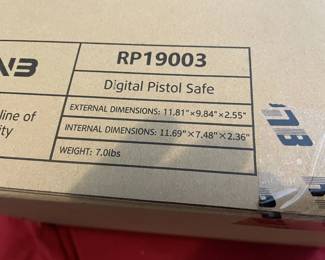 RP19003
Digital Pistol Safe
line of
EXTERNAL DIMENSIONS: 11.81"×9.84"×2.55"
INTERNAL DIMENSIONS: 11.69"×7.48"×2.36"
WEIGHT: 7.0lbs